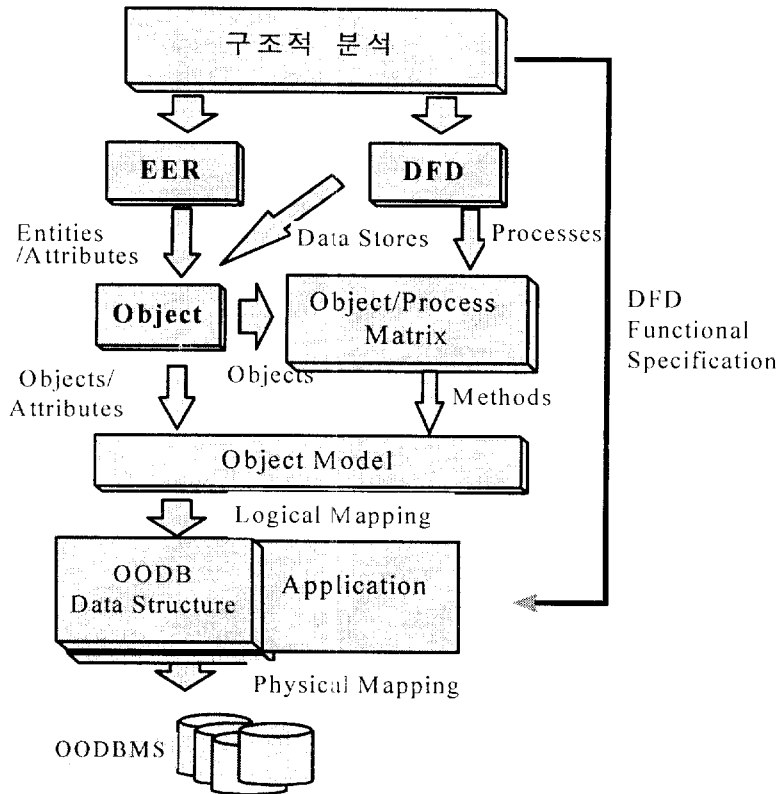 구조적 분석
EER
DFD
Entities
/Attributes
Data Stores
Processes
Object
Object/Process
Matrix
DFD
Functional
Specification
Objects/
Attributes
Objects
Methods
Object Model
Logical Mapping
OODB
Data Structure
Application
Physical Mapping
OODBMS